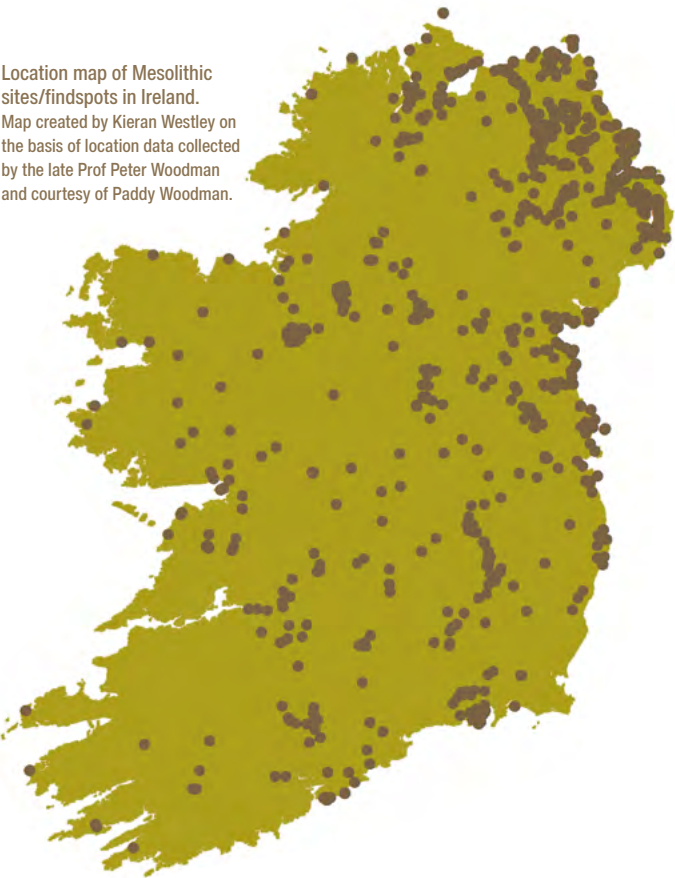 Location map of Mesolithic
sites/findspots in Ireland.
Map created by Kieran Westley on
the basis of location data collected
by the late Prof Peter Woodman
and courtesy of Paddy Woodman.